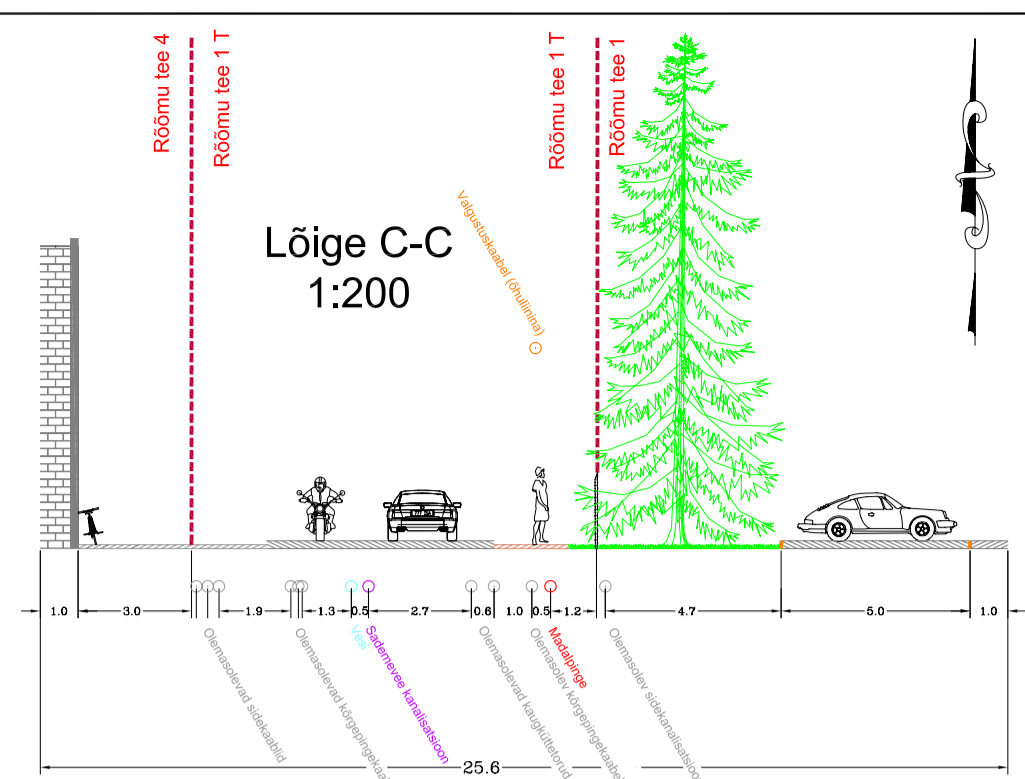 Rõõmu tee 4
Rõõmu tee 1 T
Rõõmu tee 1 T
Rõõmu tee 1
Lõige C-C
1:200
Valgustuskaabel (õhuliinina)
1.0
3.0
1.9
1.3
0.5
2.7
0.6
1.0
0.5
1.2
4.7
5.0
1.0
Olemasolevad sidekaablid
Olemasolevad kõrgepingekaa
Vesi
Sademevee kanalisatsioon
Olemasolevad kaugküttetorud
Olemasolev kõrgepingekaabel
Madalpinge
Olemasolev sidekanalisatsioon
25.6